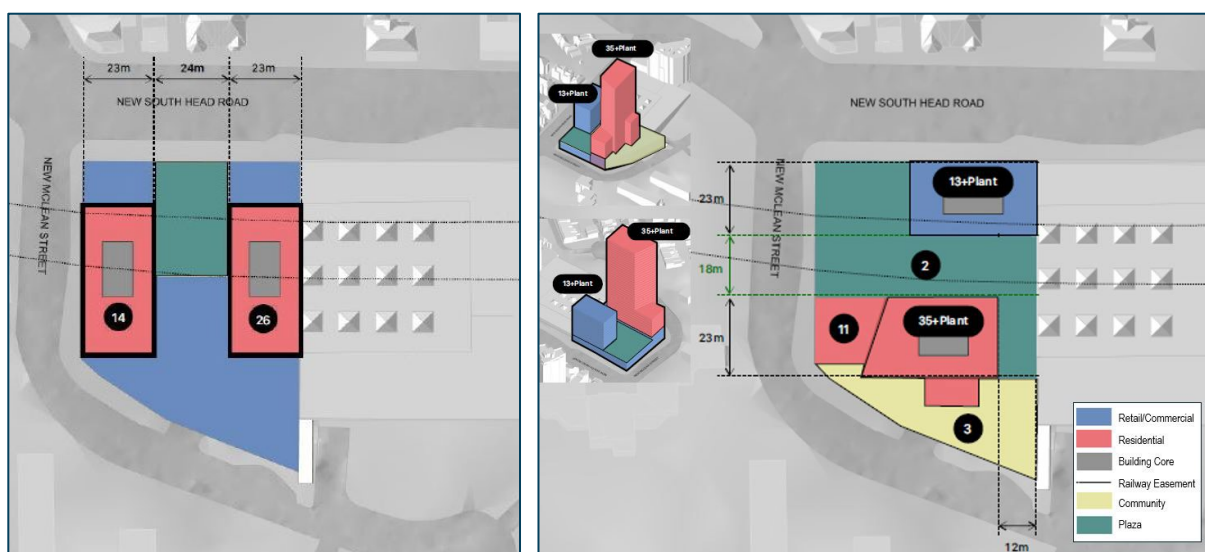 23m
24m
23m
NEW SOUTH HEAD ROAD
NEW MCLEAN STREET
14
26
35+Plant
13+Plant
35+Plant
13+Plant
NEW SOUTH HEAD ROAD
NEW MCLEAN STREET
23m
13+Plant
18m
2
23m
11
35+Plant
3
12m
Retail/Commercial
Residential
Building Core
Railway Easement
Community
Plaza